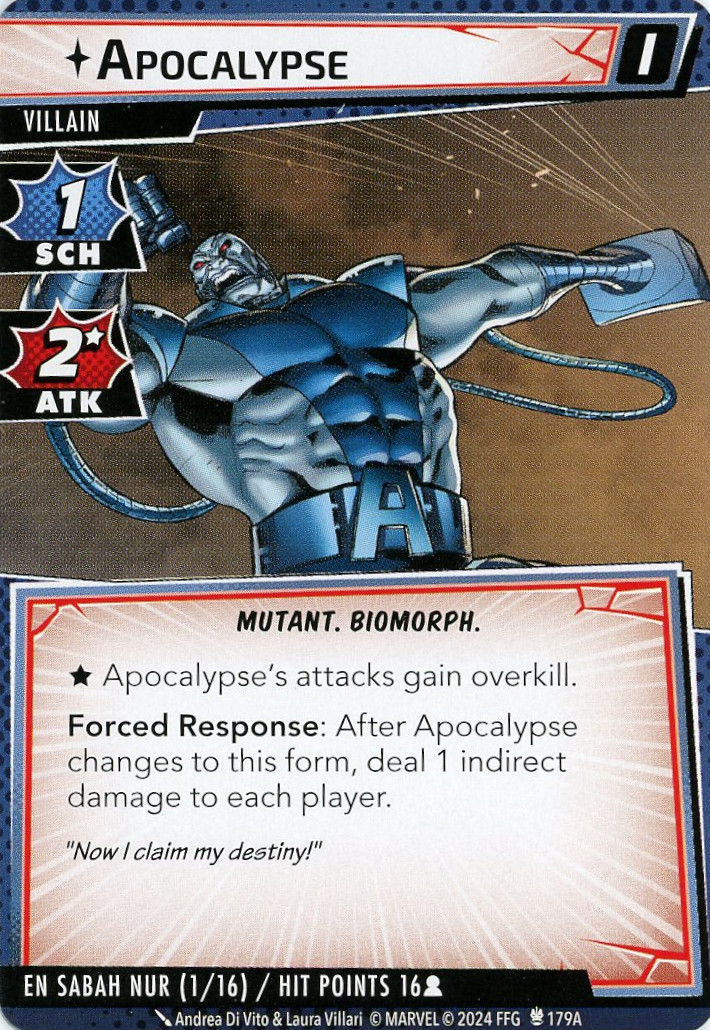 APOCALYPSE
I
VILLAIN
1
SCH
2
ATK
A
MUTANT. BIOMORPH.
★ Apocalypse's attacks gain overkill.
Forced Response: After Apocalypse
changes to this form, deal 1 indirect
damage to each player.
"Now I claim my destiny!"
EN SABAH NUR (1/16) / HIT POINTS 16
Andrea Di Vito & Laura Villari © MARVEL © 2024 FFG 179A